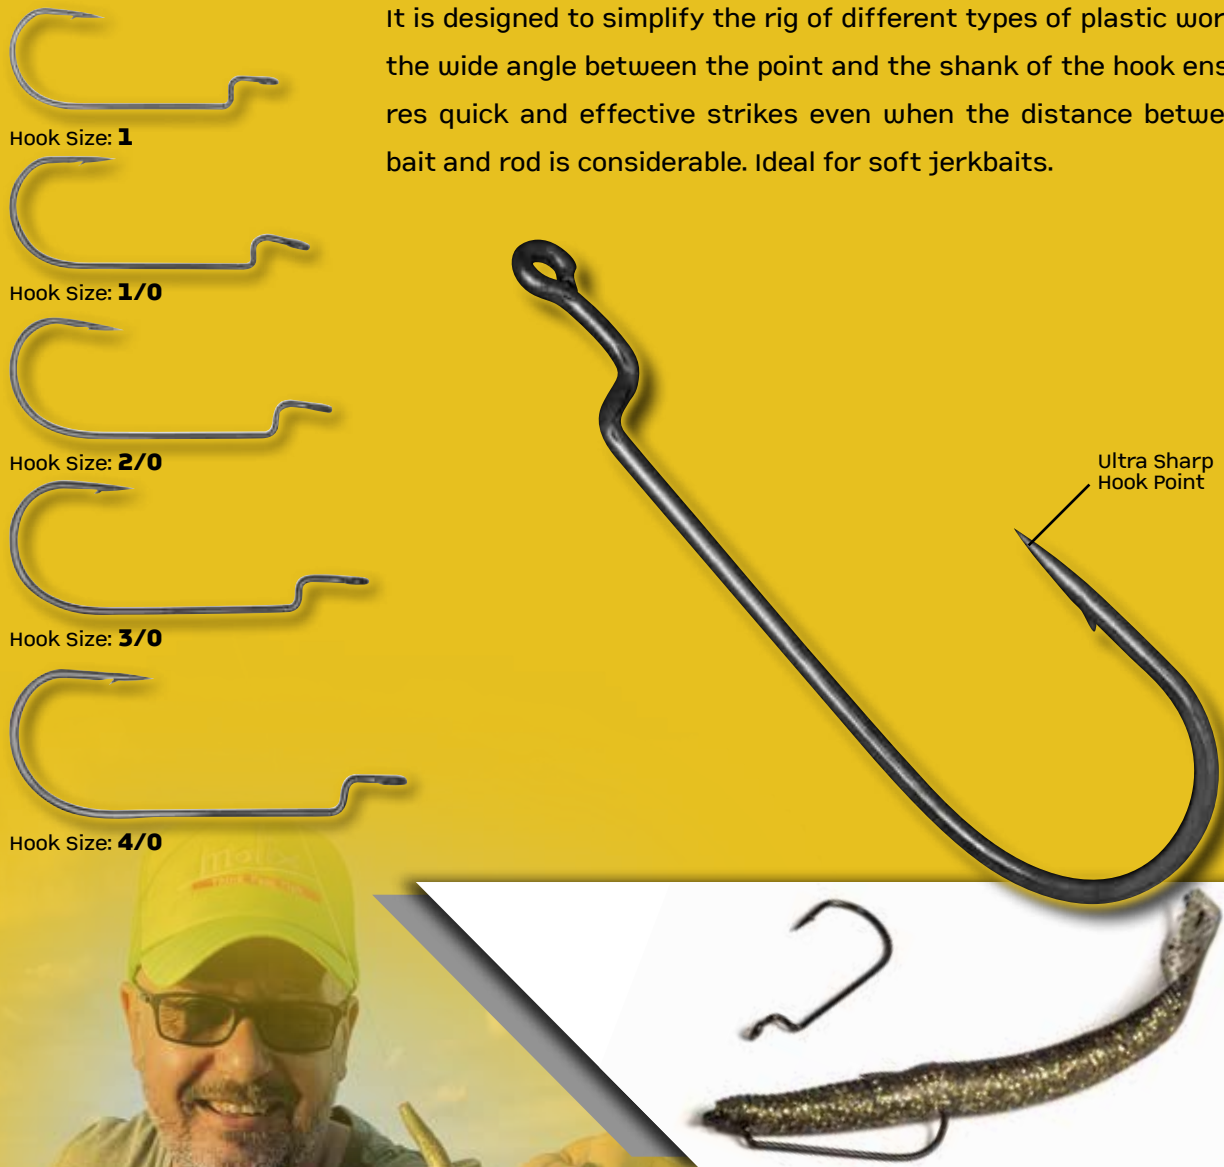 It is designed to simplify the rig of different types of plastic wor
the wide angle between the point and the shank of the hook ens
res quick and effective strikes even when the distance betwe
bait and rod is considerable. Ideal for soft jerkbaits.
Hook Size: 1
Hook Size: 1/0
Hook Size: 2/0
Hook Size: 3/0
Hook Size: 4/0
Ultra Sharp
Hook Point
molix